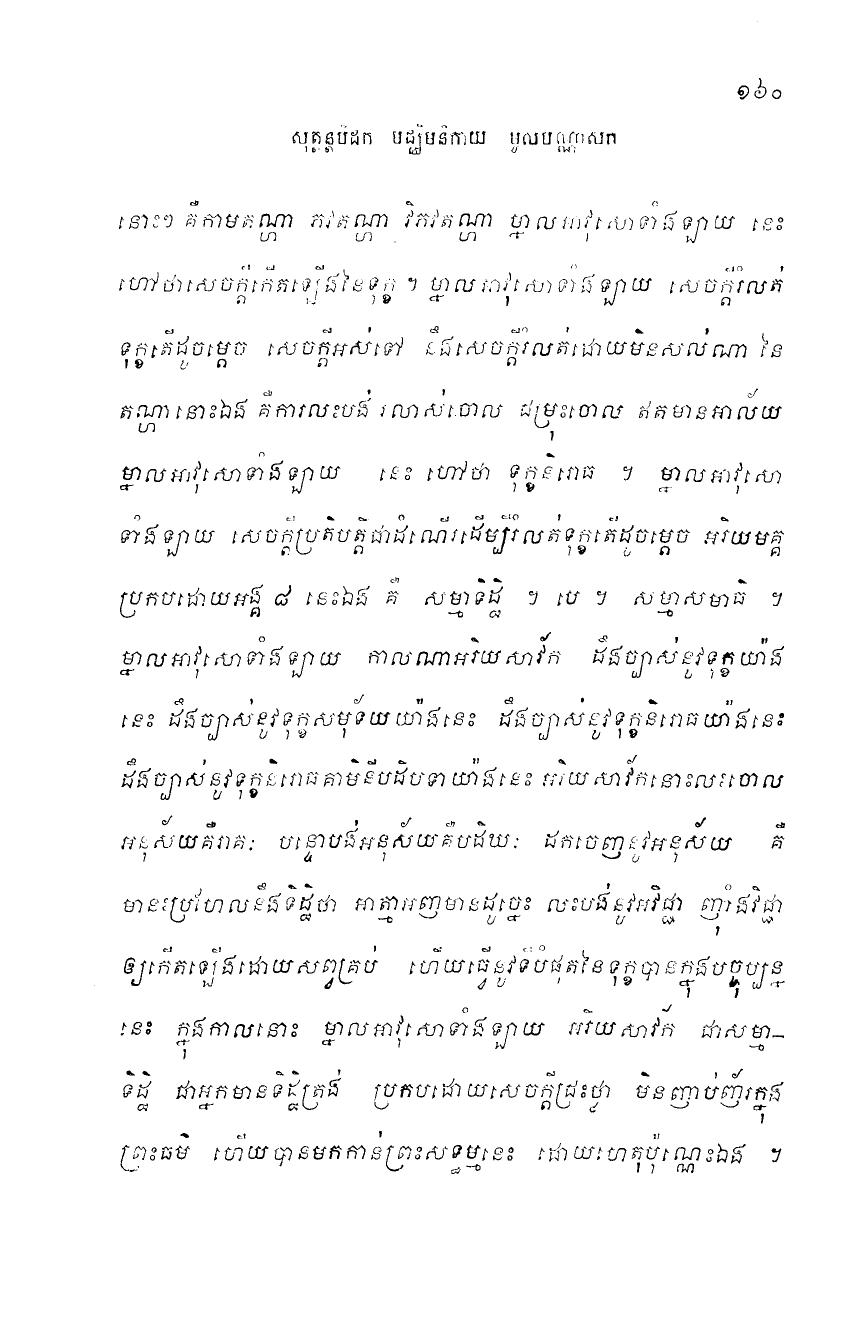 ១៦០
សុត្តន្តបិដក មជ្ឈិមនិកាយ មូលបណ្ណាសក
នោះៗ គឺកាមតណ្ហា ភវតណ្ហា វិភវតណ្ហា ម្នាលអាវុសោទាំងឡាយ នេះ
ហៅថាសេចក្តីកើតឡើងនៃទុក្ខ ។ ម្នាលអាវុសោទាំងឡាយ សេចក្តីរំលត់
ទុក្ខតើដូចម្តេច សេចក្តីអស់ទៅ នឹងសេចក្តីរំលត់ដោយមិនសល់ណា នៃ
តណ្ហានោះឯង គឺការលះបង់ រលាស់ចោល ជម្រុះចោល ឥតមានអាល័យ
ម្នាលអាវុសោទាំងឡាយ នេះ ហៅថា ទុក្ខនិរោធ ។ ម្នាលអាវុសោ
ទាំងឡាយ សេចក្តីប្រតិបត្តិជាដំណើរដើម្បីរំលត់ទុក្ខតើដូចម្តេច អរិយមគ្គ
ប្រកបដោយអង្គ ៨ នេះឯង គឺ សម្មាទិដ្ឋិ ។ បេ ។ សម្មាសមាធិ ។
ម្នាលអាវុសោទាំងឡាយ កាលណាអរិយសាវ័ក ដឹងច្បាស់នូវទុក្ខយ៉ាង
នេះ ដឹងច្បាស់នូវទុក្ខសមុទ័យយ៉ាងនេះ ដឹងច្បាស់នូវទុក្ខនិរោធយ៉ាងនេះ
ដឹងច្បាស់នូវទុក្ខនិរោធគាមិនីបដិបទាយ៉ាងនេះ អរិយសាវ័កនោះលះចោល
អនុស័យគឺរាគៈ បន្ទោបង់អនុស័យគឺបដិឃៈ ដកចេញនូវអនុស័យ គឺ
មានះប្រហែលនឹងទិដ្ឋិថា អាត្មាអញមានដូច្នេះ លះបង់នូវអវិជ្ជា ញុំាងវិជ្ជា
ឲ្យកើតឡើងដោយសព្វគ្រប់ ហើយធ្វើនូវទីបំផុតនៃទុក្ខបានក្នុងបច្ចុប្បន្ន
នេះ ក្នុងកាលនោះ ម្នាលអាវុសោទាំងឡាយ អរិយសាវ័ក ជាសម្មា-
ទិដ្ឋិ ជាអ្នកមានទិដ្ឋិត្រង់ ប្រកបដោយសេចក្តីជ្រះថ្លា មិនញាប់ញ័រក្នុង
ព្រះធម៌ ហើយបានមកកាន់ព្រះសទ្ធម្មនេះ ដោយហេតុប៉ុណ្ណេះឯង ។